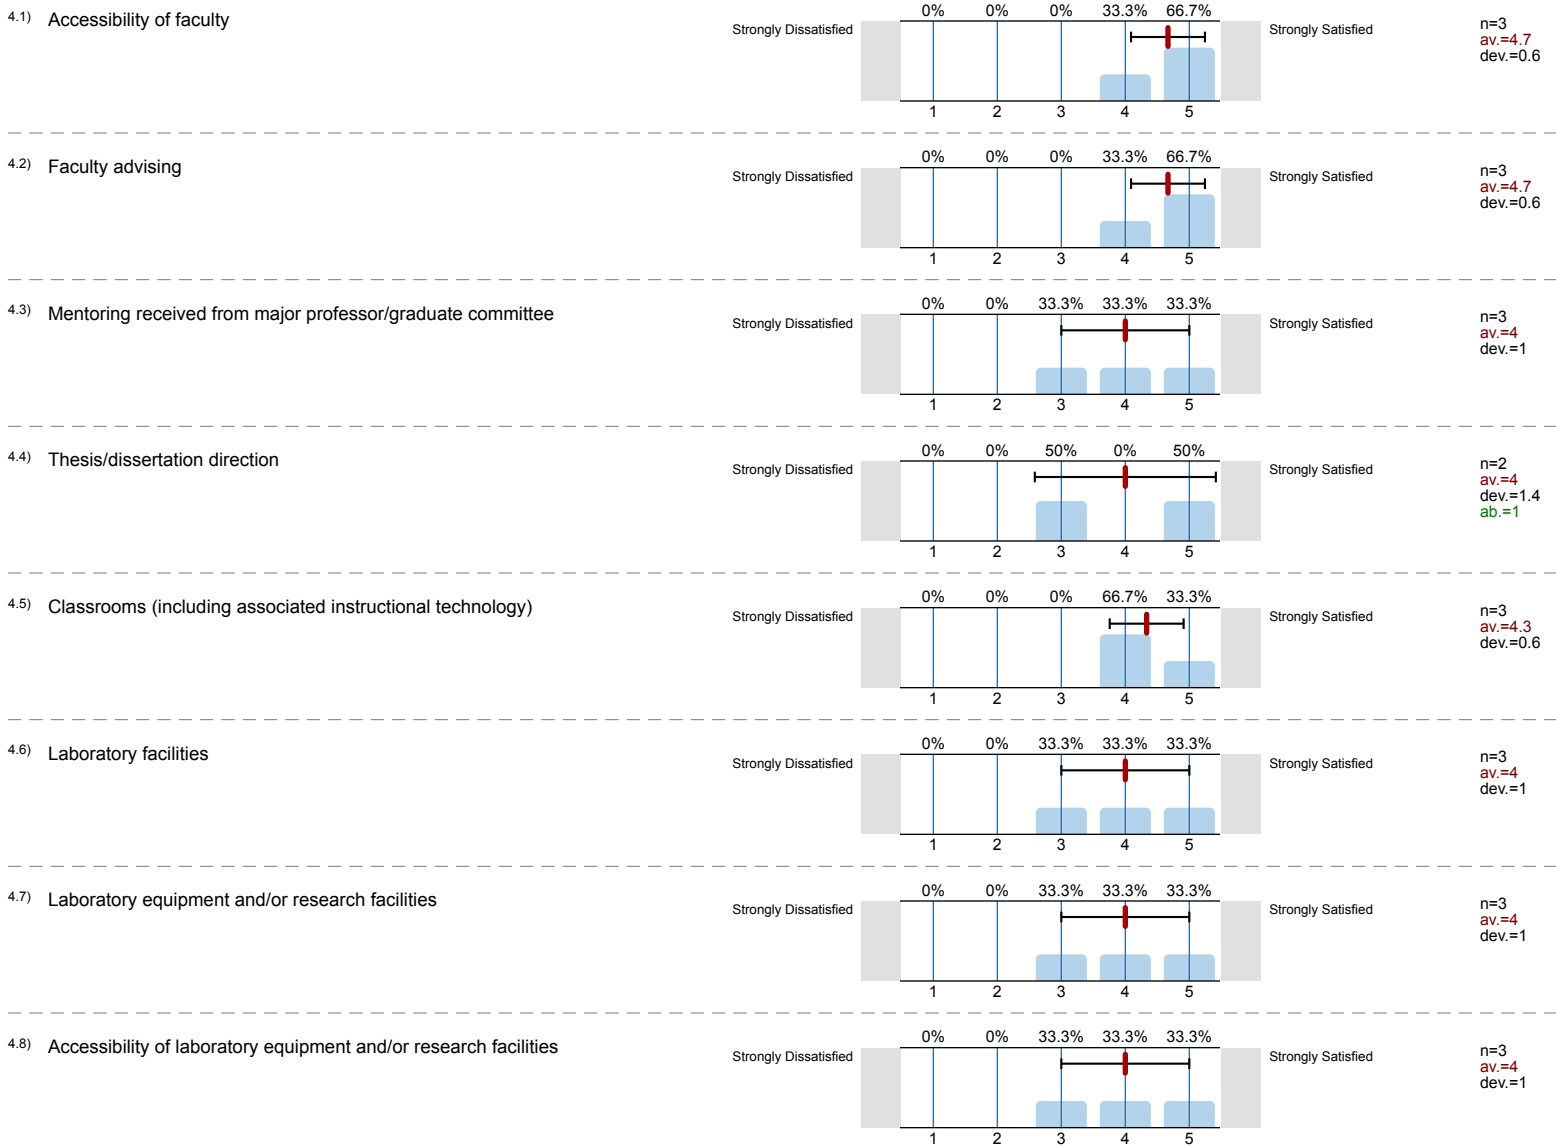 4.1) Accessibility of faculty
0% 0% 0% 33.3% 66.7%
Strongly Dissatisfied Strongly Satisfied
n=3
av.=4.7
dev.=0.6
1 2 3 4 5
4.2) Faculty advising
0% 0% 0% 33.3% 66.7%
Strongly Dissatisfied Strongly Satisfied
n=3
av.=4.7
dev.=0.6
1 2 3 4 5
4.3) Mentoring received from major professor/graduate committee
0% 0% 33.3% 33.3% 33.3%
Strongly Dissatisfied Strongly Satisfied
n=3
av.=4
dev.=1
1 2 3 4 5
4.4) Thesis/dissertation direction
0% 0% 50% 0% 50%
Strongly Dissatisfied Strongly Satisfied
n=2
av.=4
dev.=1.4
ab.=1
1 2 3 4 5
4.5) Classrooms (including associated instructional technology)
0% 0% 0% 66.7% 33.3%
Strongly Dissatisfied Strongly Satisfied
n=3
av.=4.3
dev.=0.6
1 2 3 4 5
4.6) Laboratory facilities
0% 0% 33.3% 33.3% 33.3%
Strongly Dissatisfied Strongly Satisfied
n=3
av.=4
dev.=1
1 2 3 4 5
4.7) Laboratory equipment and/or research facilities
0% 0% 33.3% 33.3% 33.3%
Strongly Dissatisfied Strongly Satisfied
n=3
av.=4
dev.=1
1 2 3 4 5
4.8) Accessibility of laboratory equipment and/or research facilities
0% 0% 33.3% 33.3% 33.3%
Strongly Dissatisfied Strongly Satisfied
n=3
av.=4
dev.=1
1 2 3 4 5